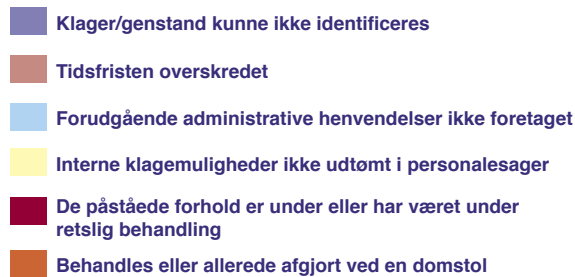 Klager/genstand kunne ikke identificeres
Tidsfristen overskredet
Forudgående administrative henvendelser ikke foretaget
Interne klagemuligheder ikke udtømt i personalesager
De påståede forhold er under eller har været under
retslig behandling
Behandles eller allerede afgjort ved en domstol